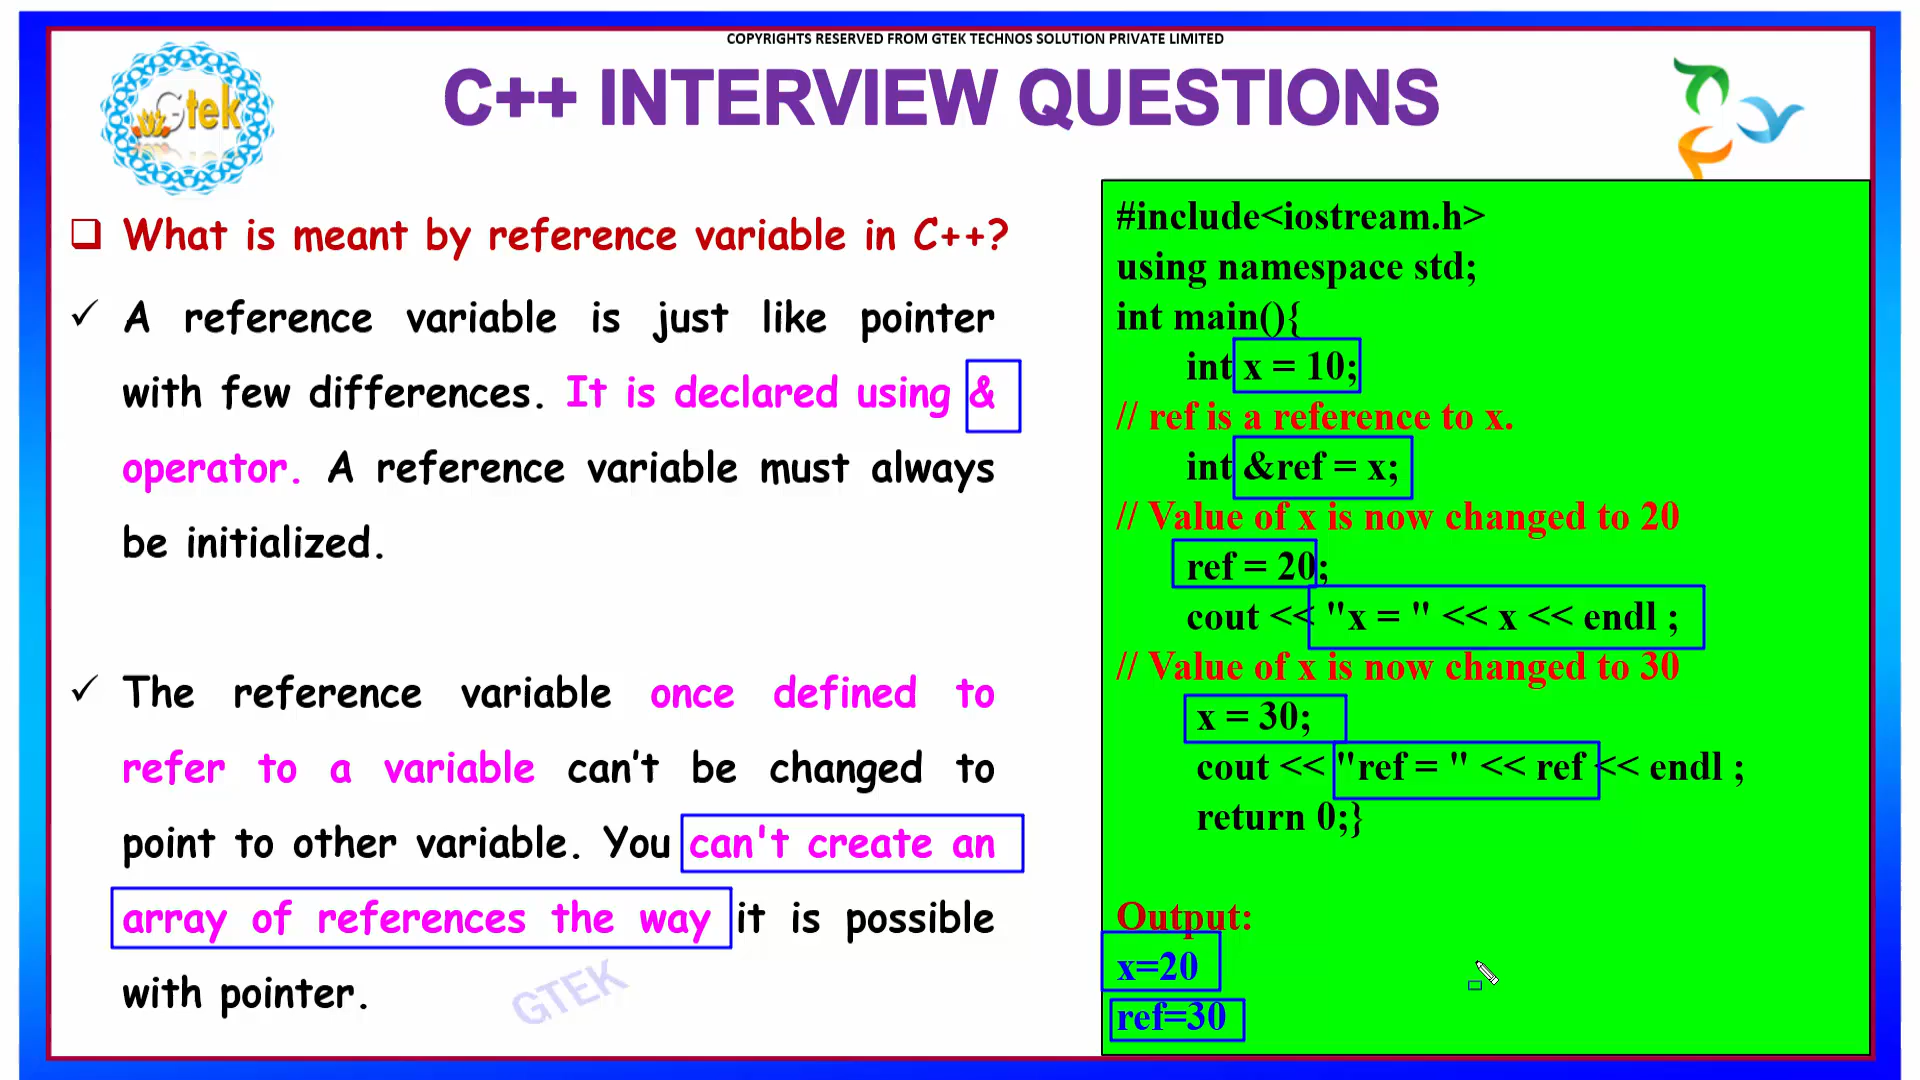 COPYRIGHTS RESERVED FROM GTEK TECHNOS SOLUTION PRIVATE LIMITED
Gtek
C++ INTERVIEW QUESTIONS
What is meant by reference variable in C++?
A reference variable is just like pointer
with few differences. It is declared using &
operator. A reference variable must always
be initialized.
The reference variable once defined to
refer to a variable can't be changed to
point to other variable. You can't create an
array of references the way it is possible
with pointer.
GTEK
#include<iostream.h>
using namespace std;
int main(){
int x = 10;
// ref is a reference to x.
int &ref = x;
// Value of x is now changed to 20
ref = 20;
cout << "x = " << x << endl ;
// Value of x is now changed to 30
x = 30;
cout << "ref = " << ref << endl ;
return 0;}
Output:
x=20
ref=30